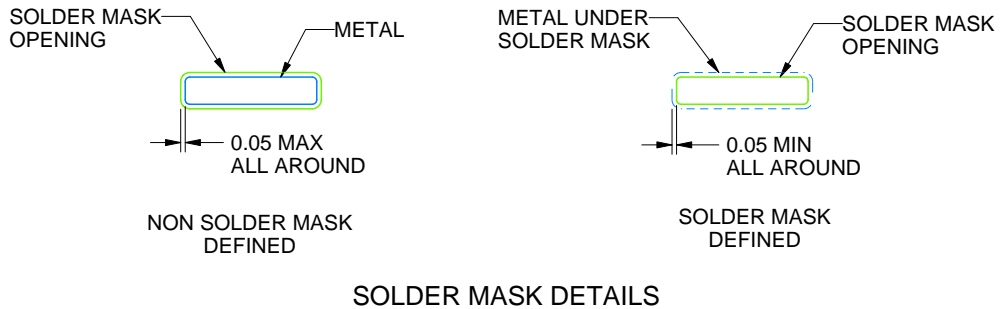 SOLDER MASK
OPENING
METAL
0.05 MAX
ALL AROUND
NON SOLDER MASK
DEFINED
METAL UNDER
SOLDER MASK
SOLDER MASK
OPENING
0.05 MIN
ALL AROUND
SOLDER MASK
DEFINED
SOLDER MASK DETAILS